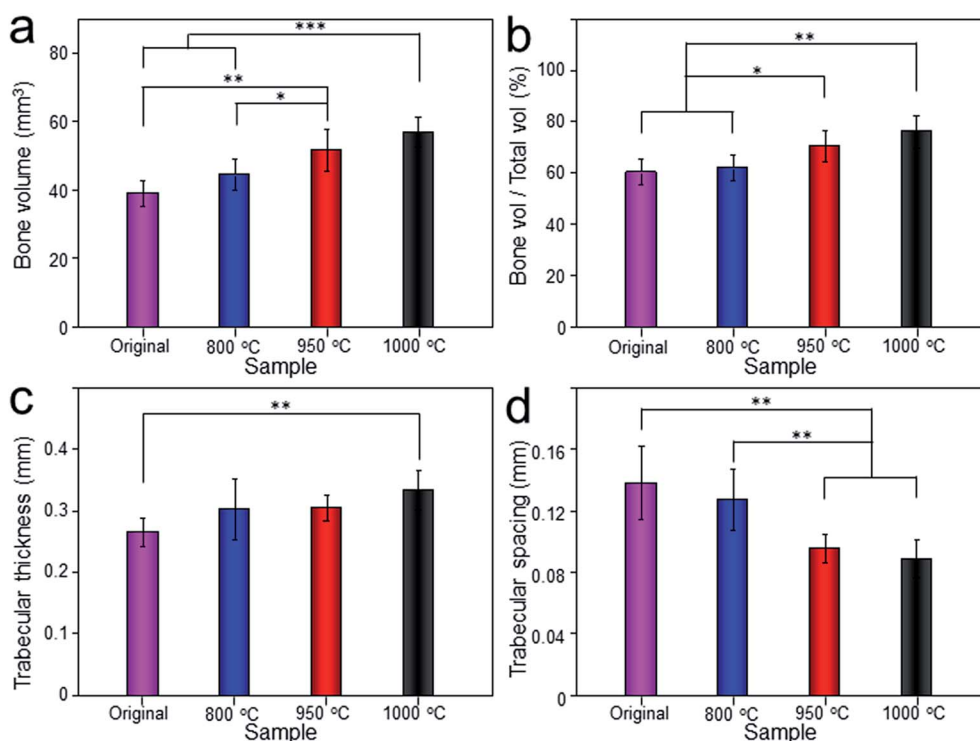 a
Bone volume (mm³)
80
60
40
20
0
***
**
*
Original
800 °C
950 °C
1000 °C
Sample
b
Bone vol / Total vol (%)
100
80
60
40
20
0
**
*
Original
800 °C
950 °C
1000 °C
Sample
c
Trabecular thickness (mm)
0.4
0.3
0.2
0.1
0
**
Original
800 °C
950 °C
1000 °C
Sample
d
Trabecular spacing (mm)
0.16
0.12
0.08
0.04
0
**
**
Original
800 °C
950 °C
1000 °C
Sample